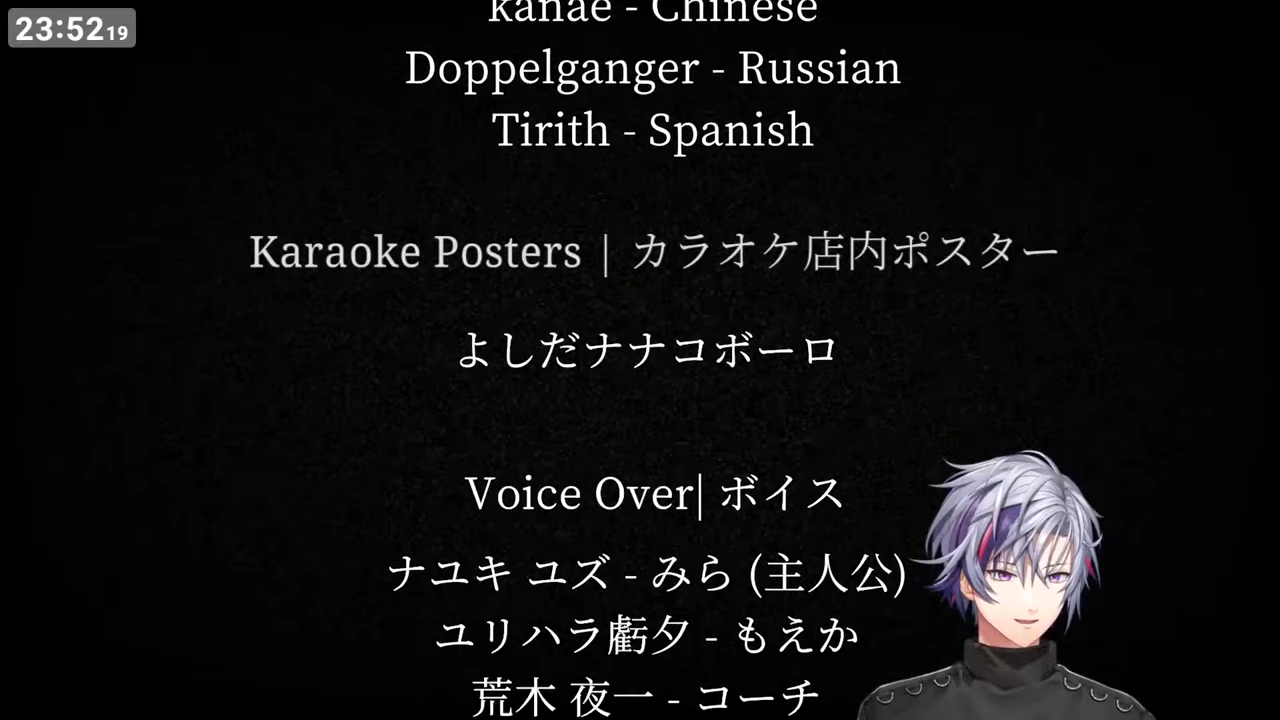 23:52 19
kanae - Chinese
Doppelganger - Russian
Tirith - Spanish
Karaoke Posters | カラオケ店内ポスター
よしだナナコボーロ
Voice Over| ボイス
ナユキ ユズ - みら (主人公)
ユリハラ虧夕 - もえか
荒木 夜一 - コーチ